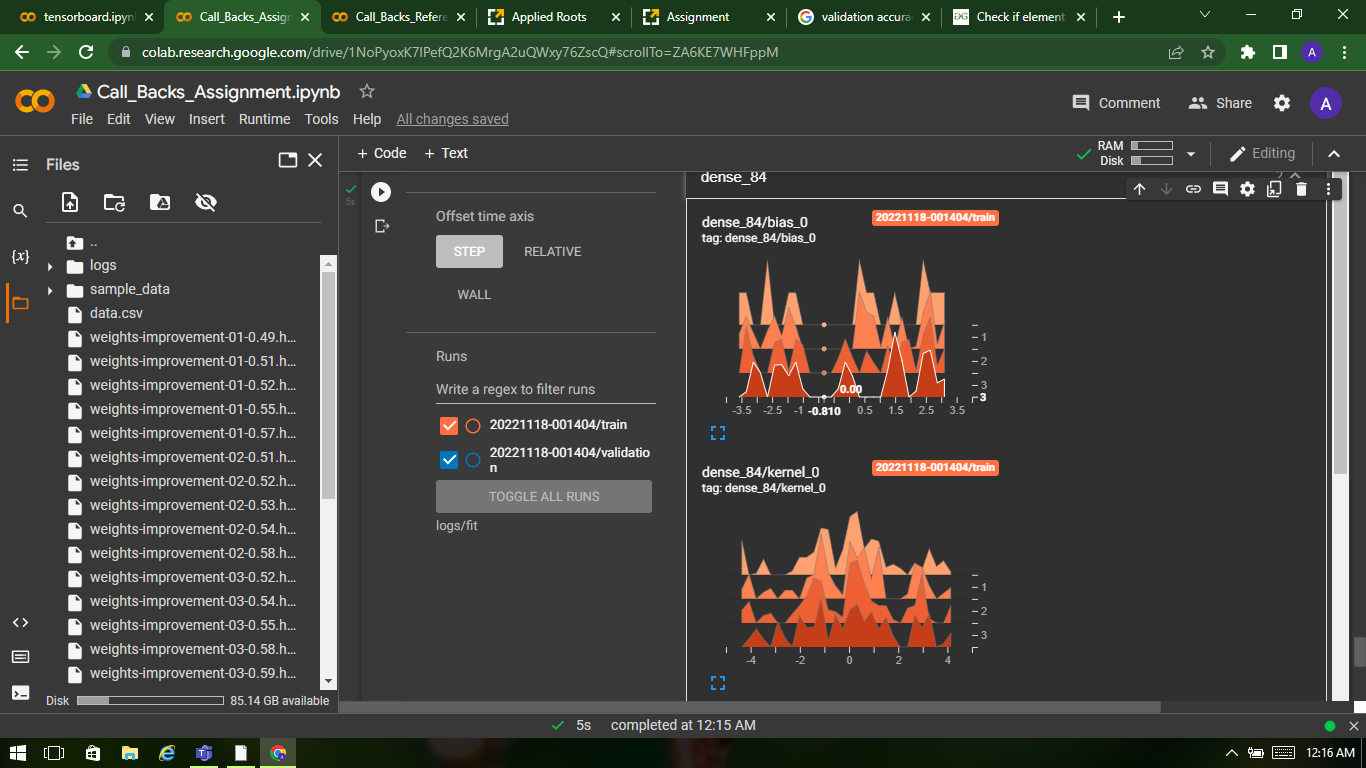 tensorboard.ipynb
Call_Backs_Assign
Call_Backs_Refere
Applied Roots
Assignment
validation accura
Check if element
colab.research.google.com/drive/1NoPyoxK7IPefQ2K6MrgA2uQWxy76ZscQ#scrollTo=ZA6KE7WHFppM
A
Call_Backs_Assignment.ipynb
File Edit View Insert Runtime Tools Help All changes saved
Comment
Share
A
Files
+ Code + Text
RAM
Disk
Editing
{x}
..
logs
sample_data
data.csv
weights-improvement-01-0.49.h...
weights-improvement-01-0.51.h...
weights-improvement-01-0.52.h...
weights-improvement-01-0.55.h...
weights-improvement-01-0.57.h...
weights-improvement-02-0.51.h...
weights-improvement-02-0.52.h...
weights-improvement-02-0.53.h...
weights-improvement-02-0.54.h...
weights-improvement-02-0.58.h...
weights-improvement-03-0.52.h...
weights-improvement-03-0.54.h...
weights-improvement-03-0.55.h...
weights-improvement-03-0.58.h...
weights-improvement-03-0.59.h...
Disk
85.14 GB available
5s
Offset time axis
STEP
RELATIVE
WALL
Runs
Write a regex to filter runs
20221118-001404/train
20221118-001404/validatio
n
TOGGLE ALL RUNS
logs/fit
dense_84
dense_84/bias_0
tag: dense_84/bias_0
20221118-001404/train
1
2
3
3
0.00
-3.5 -2.5 -1 -0.810 0.5 1.5 2.5 3.5
dense_84/kernel_0
tag: dense_84/kernel_0
20221118-001404/train
1
2
3
-4 -2 0 2 4
5s completed at 12:15 AM
12:16 AM